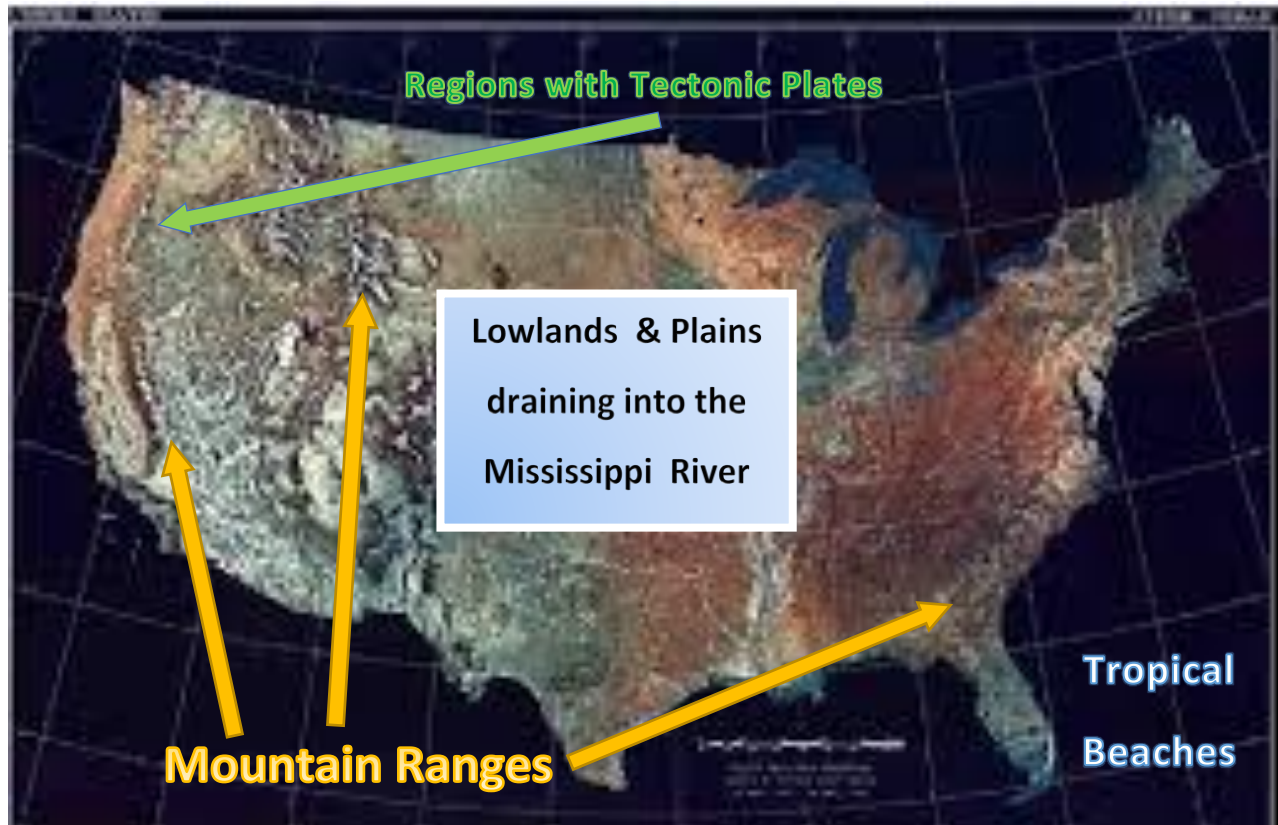 Regions with Tectonic Plates
Lowlands & Plains
draining into the
Mississippi River
Tropical
Beaches
Mountain Ranges